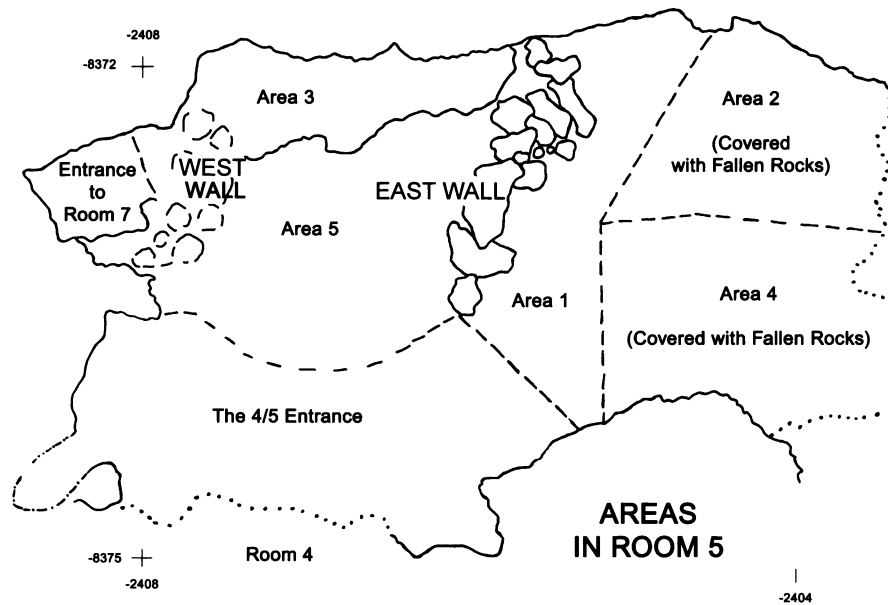 -2408
-8372
Area 3
Area 2
(Covered
with Fallen Rocks)
Entrance
to
Room 7
WEST
WALL
EAST WALL
Area 5
Area 1
Area 4
(Covered with Fallen Rocks)
The 4/5 Entrance
AREAS
IN ROOM 5
Room 4
-8375
-2408
-2404